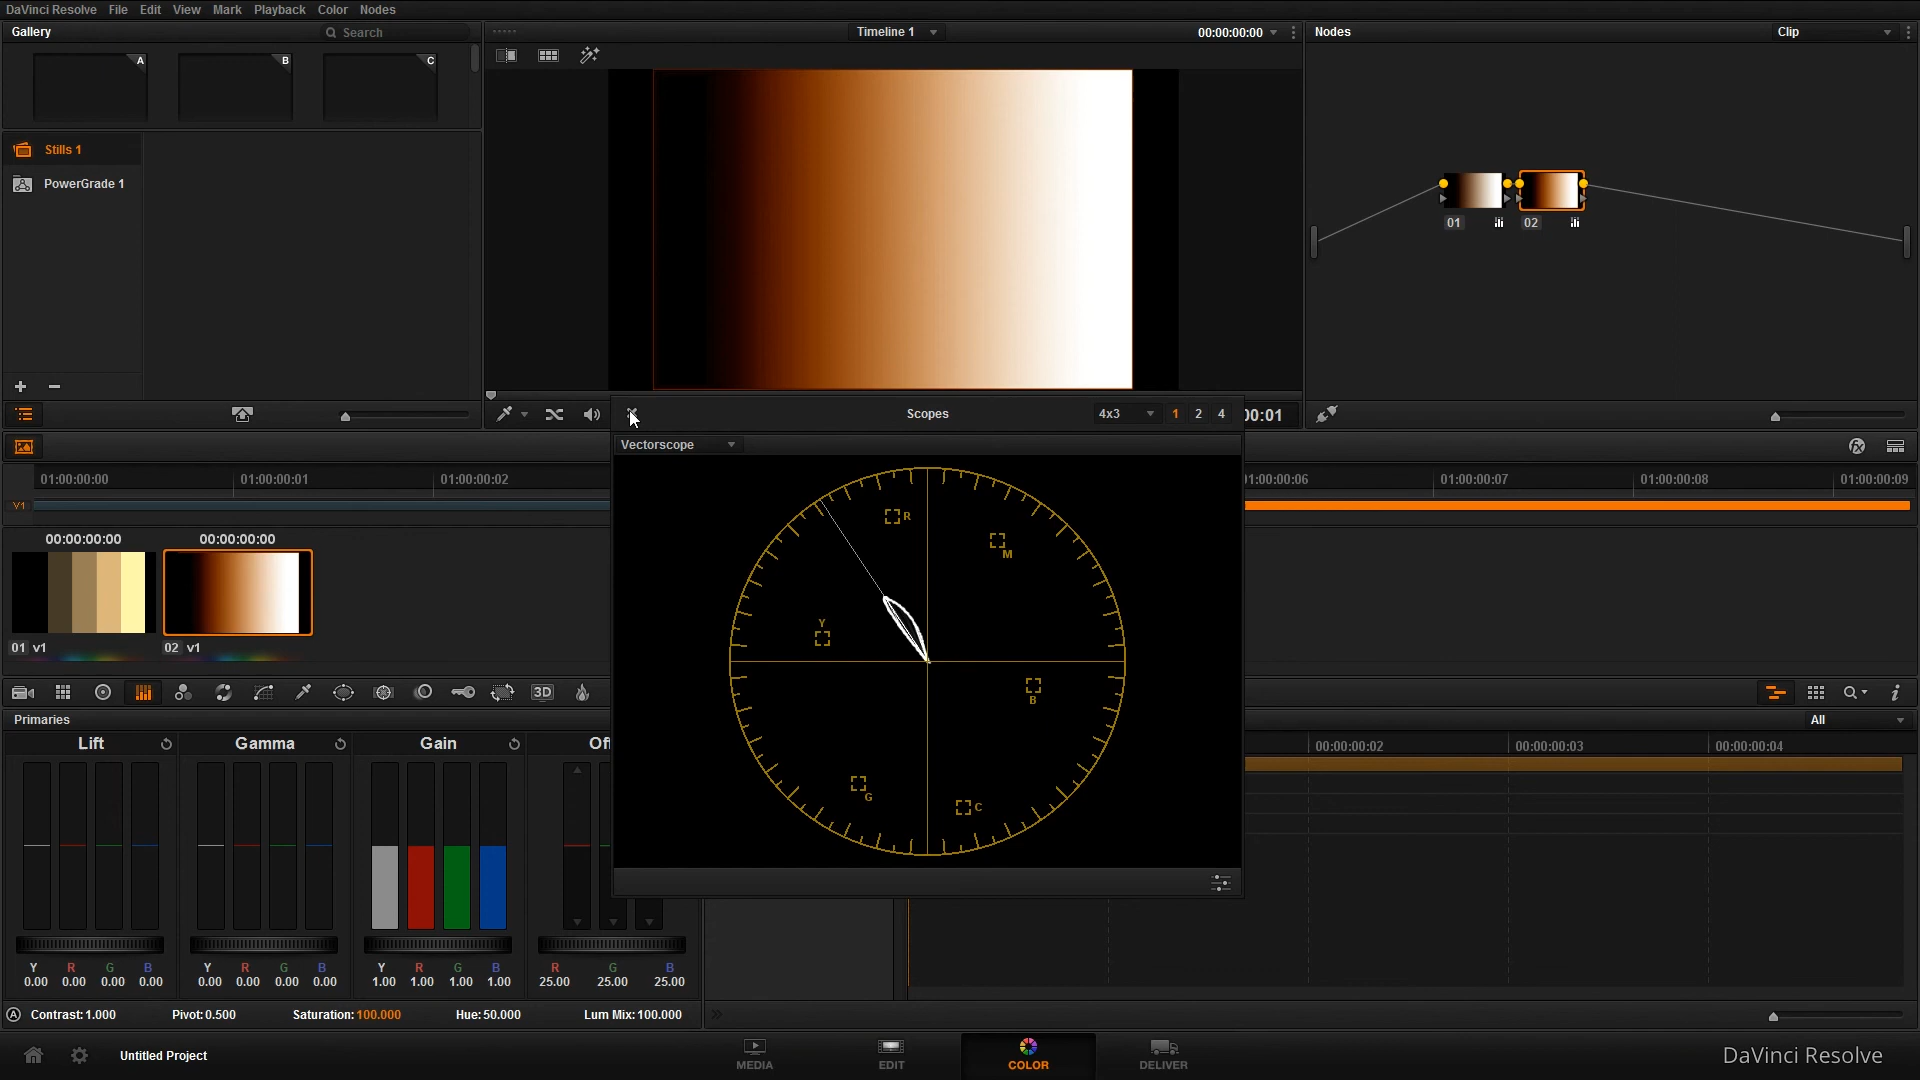 DaVinci Resolve File Edit View Mark Playback Color Nodes
Gallery
Search
Timeline 1
00:00:00:00
Nodes
Clip
A
B
C
Stills 1
PowerGrade 1
01
02
Scopes
4x3
1
2
4
00:01
Vectorscope
01:00:00:00
01:00:00:01
01:00:00:02
01:00:00:06
01:00:00:07
01:00:00:08
01:00:00:09
V1
00:00:00:00
00:00:00:00
01 v1
02 v1
R
M
Y
B
G
C
3D
Primaries
All
Lift
Gamma
Gain
00:00:00:02
00:00:00:03
00:00:00:04
Y R G B
0.00 0.00 0.00 0.00
Y R G B
0.00 0.00 0.00 0.00
Y R G B
1.00 1.00 1.00 1.00
R G B
25.00 25.00 25.00
A
Contrast:1.000
Pivot:0.500
Saturation:100.000
Hue:50.000
Lum Mix:100.000
Untitled Project
MEDIA
EDIT
COLOR
DELIVER
DaVinci Resolve